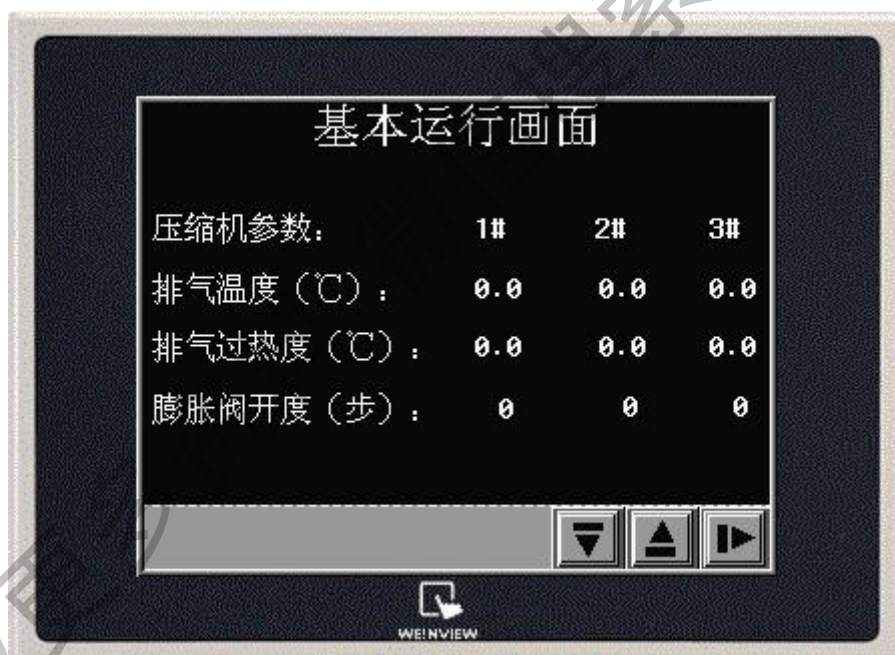 基本运行画面
压缩机参数： 1# 2# 3#
排气温度（℃）： 0.0 0.0 0.0
排气过热度（℃）： 0.0 0.0 0.0
膨胀阀开度（步）： 0 0 0
WEINVIEW